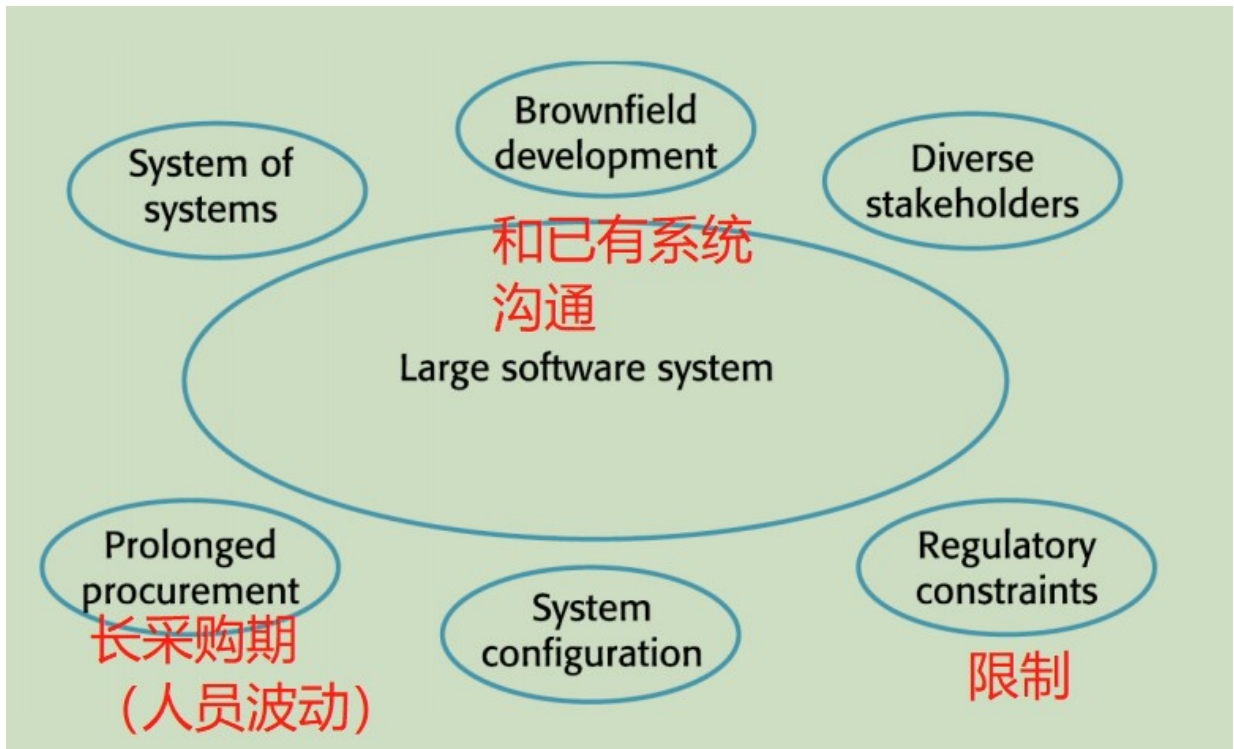 Brownfield
development
System of
systems
Diverse
stakeholders
和已有系统
沟通
Large software system
Prolonged
procurement
长采购期
（人员波动）
System
configuration
Regulatory
constraints
限制